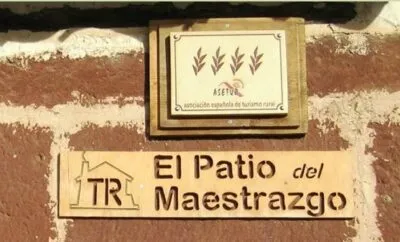 ASETUR
asociación española de turismo rural
TR
El Patio del
Maestrazgo